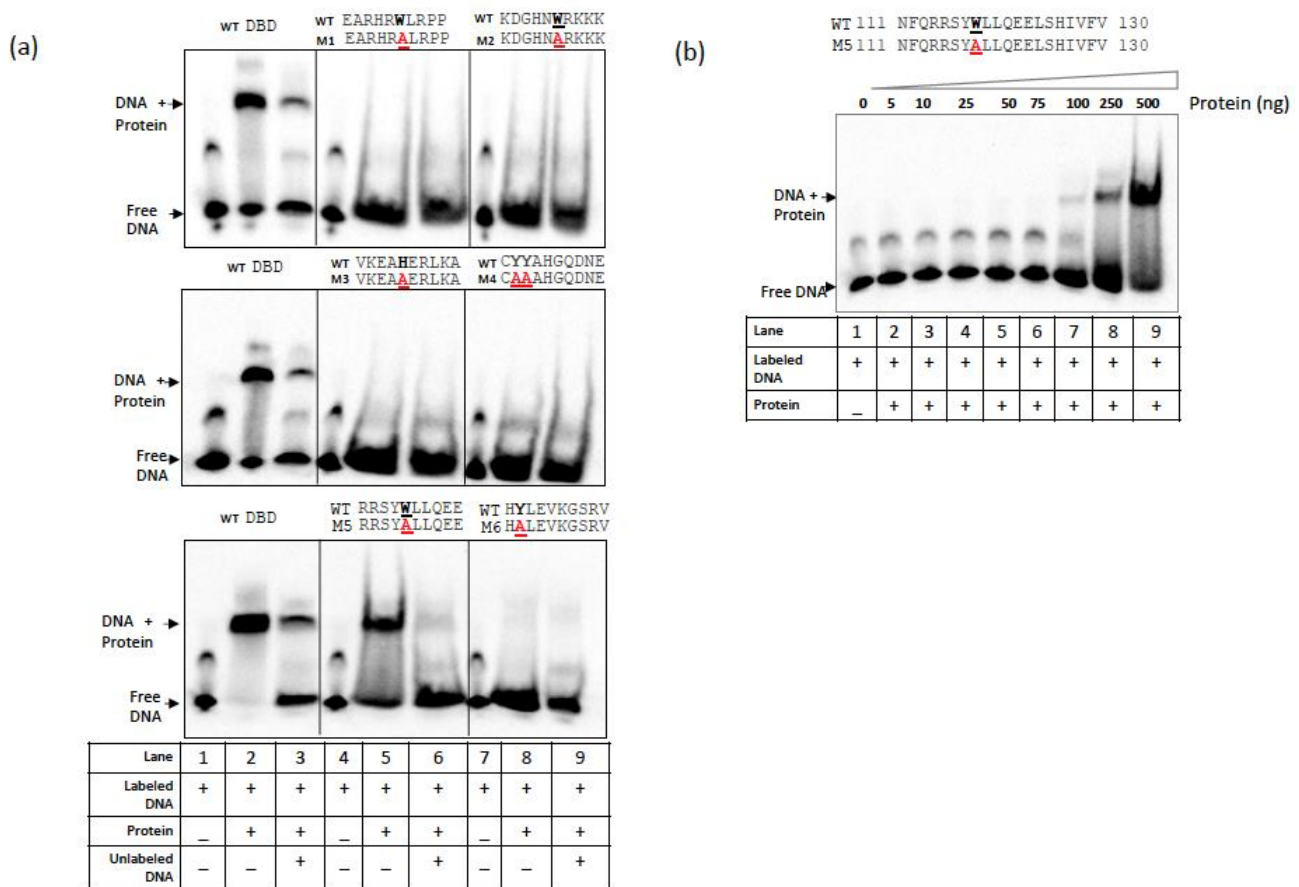 (a)
WT DBD
WT EARHRWLRPP
M1 EARHRALRPP
WT KDGHNWRKKK
M2 KDGHNARKKK
DNA +
Protein
Free
DNA
WT DBD
WT VKEAHERLKA
M3 VKEAAERLKA
WT CYYAHGQDNE
M4 CAAAHGQDNE
DNA +
Protein
Free
DNA
WT DBD
WT RRSYWLLQEE
M5 RRSYALLQEE
WT HYLEVKGSRV
M6 HALEVKGSRV
DNA +
Protein
Free
DNA
Lane 1 2 3 4 5 6 7 8 9
Labeled DNA + + + + + + + + +
Protein _ + + _ + + _ + +
Unlabeled DNA _ _ + _ _ + _ _ +
(b)
WT 111 NFQRRSYWLLQEELSHIVFV 130
M5 111 NFQRRSYALLQEELSHIVFV 130
0 5 10 25 50 75 100 250 500 Protein (ng)
DNA +
Protein
Free DNA
Lane 1 2 3 4 5 6 7 8 9
Labeled DNA + + + + + + + + +
Protein _ + + + + + + + +